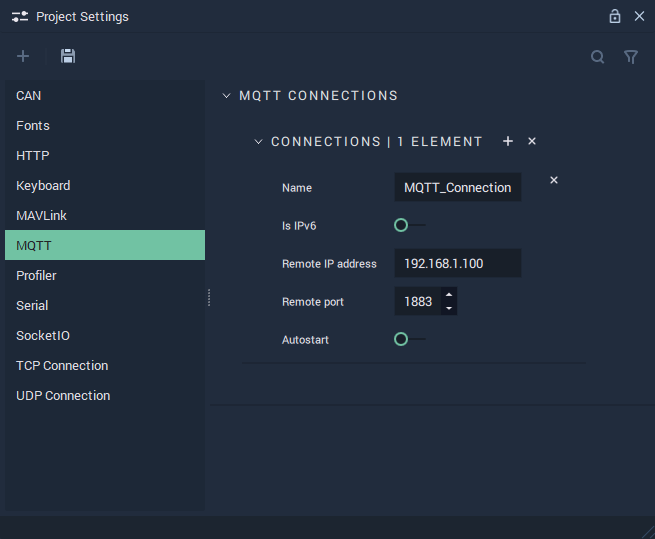 Project Settings
CAN
Fonts
HTTP
Keyboard
MAVLink
MQTT
Profiler
Serial
SocketIO
TCP Connection
UDP Connection
MQTT CONNECTIONS
CONNECTIONS | 1 ELEMENT
Name MQTT_Connection
Is IPv6
Remote IP address 192.168.1.100
Remote port 1883
Autostart